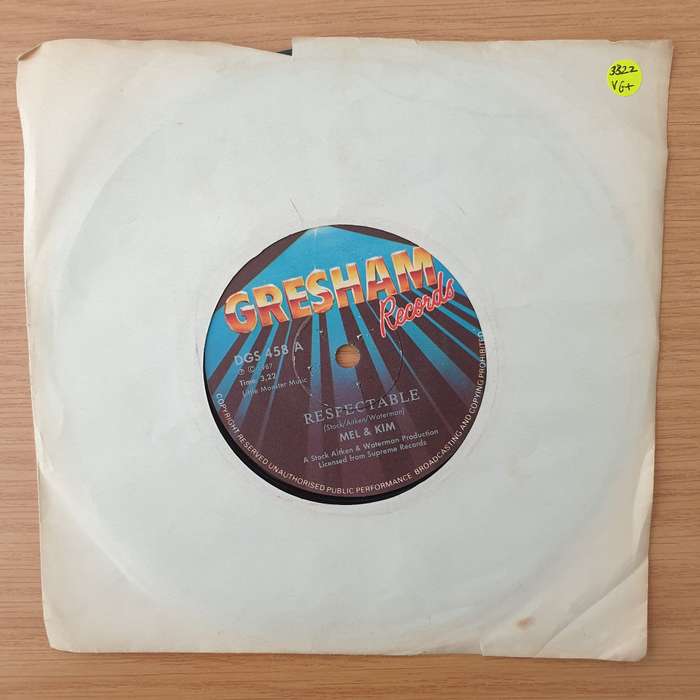 3822
VG+
GRESHAM
Records
DGS 458 A
℗ © 1987
Time: 3.22
Little Monster Music
RESPECTABLE
(Stock/Aitken/Waterman)
MEL & KIM
A Stock Aitken & Waterman Production
Licensed from Supreme Records
COPYRIGHT RESERVED UNAUTHORISED PUBLIC PERFORMANCE BROADCASTING AND COPYING PROHIBITED